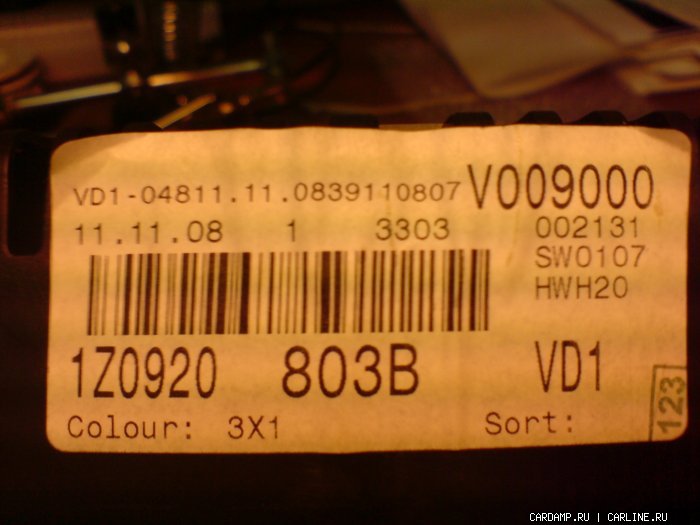 VD1-04811.11.0839110807 V009000
11.11.08 1 3303 002131
SW0107
HWH20
1Z0920 803B VD1
Colour: 3X1 Sort:
123
CARDAMP.RU | CARLINE.RU